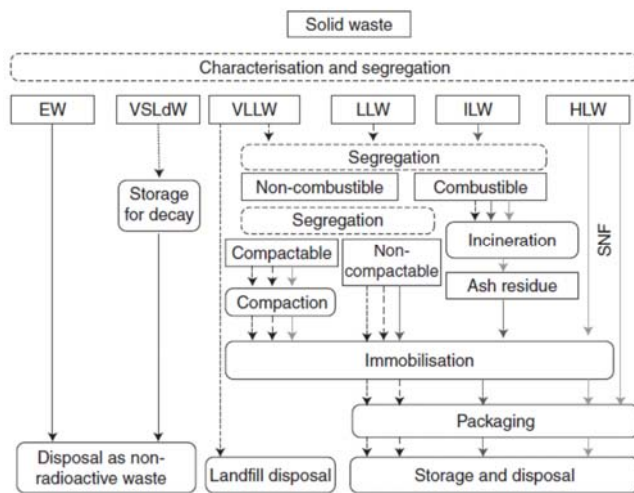 Solid waste
Characterisation and segregation
EW
VSLdW
VLLW
LLW
ILW
HLW
Segregation
Non-combustible
Combustible
Storage
for decay
Segregation
Incineration
SNF
Compactable
Non-
compactable
Ash residue
Compaction
Immobilisation
Packaging
Disposal as non-
radioactive waste
Landfill disposal
Storage and disposal